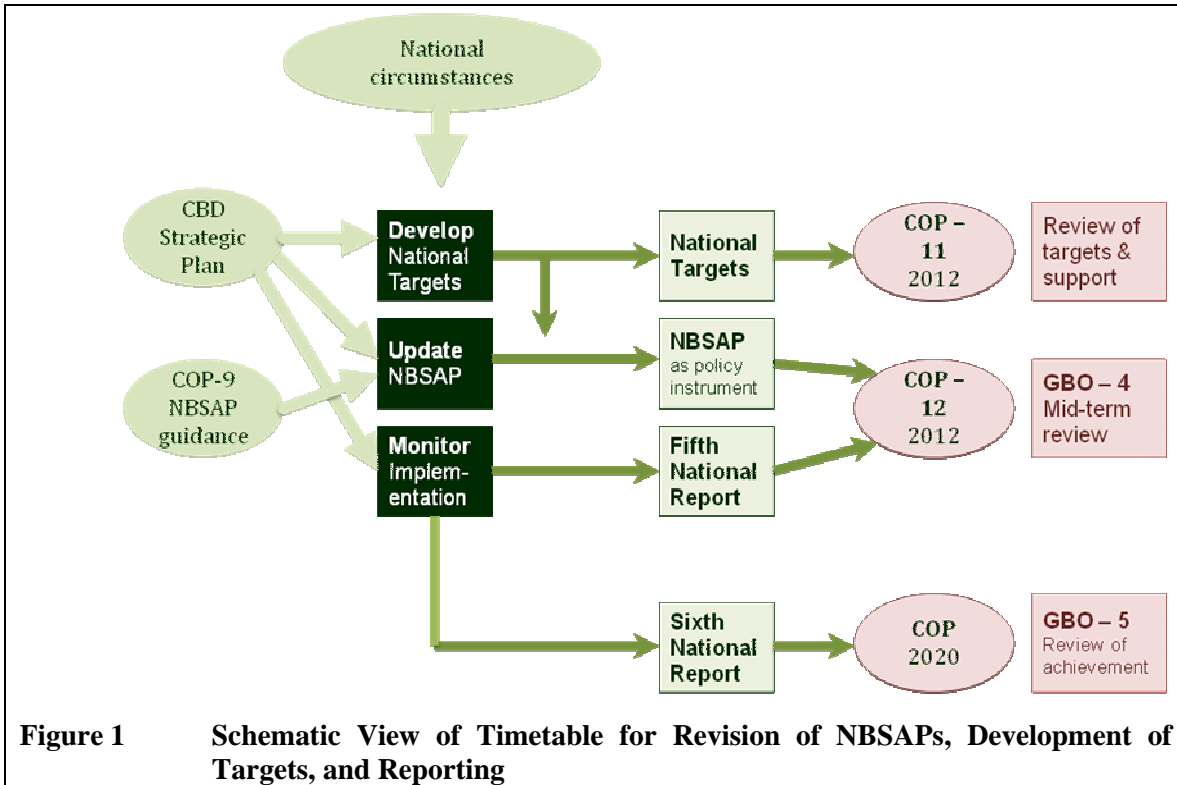 National
circumstances
CBD
Strategic
Plan
Develop
National
Targets
National
Targets
COP –
11
2012
Review of
targets &
support
COP-9
NBSAP
guidance
Update
NBSAP
NBSAP
as policy
instrument
COP –
12
2012
GBO – 4
Mid-term
review
Monitor
Implem-
entation
Fifth
National
Report
Sixth
National
Report
COP
2020
GBO – 5
Review of
achievement
Figure 1 Schematic View of Timetable for Revision of NBSAPs, Development of
Targets, and Reporting